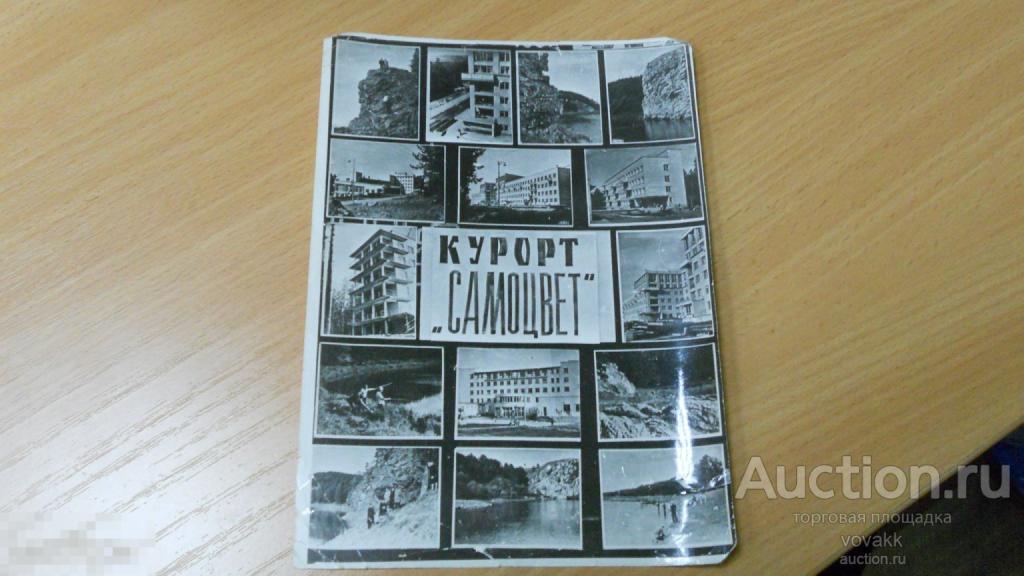 КУРОРТ
„САМОЦВЕТ“
Auction.ru
торговая площадка
vovakk
auction.ru